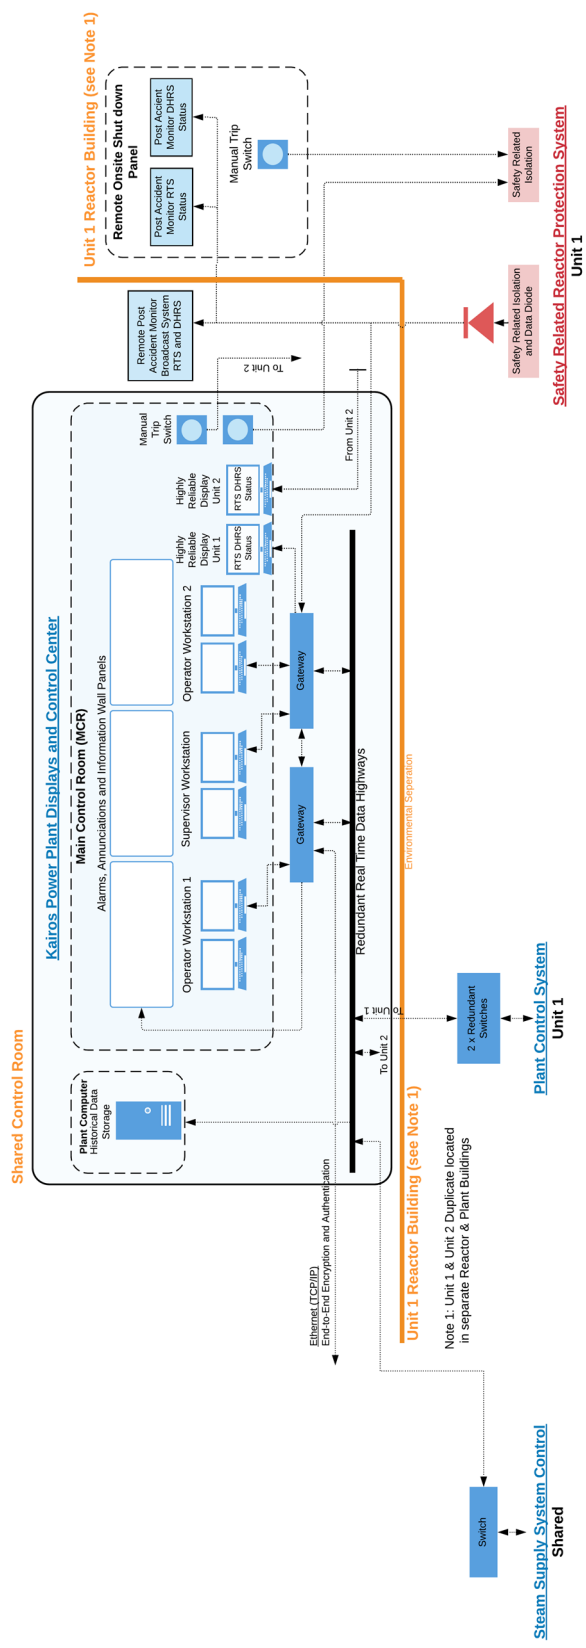 Shared Control Room
Kairos Power Plant Displays and Control Center
Plant Computer
Historical Data
Storage
Main Control Room (MCR)
Alarms, Annunciations and Information Wall Panels
Operator Workstation 1
Supervisor Workstation
Operator Workstation 2
Highly
Reliable
Display
Unit 1
RTS DHRS
Status
Highly
Reliable
Display
Unit 2
RTS DHRS
Status
Manual
Trip
Switch
Gateway
Gateway
To Unit 2
From Unit 2
Redundant Real Time Data Highways
To Unit 2
To Unit 1
Environmental Seperation
Ethernet (TCP/IP)
End-to-End Encryption and Authentication
Unit 1 Reactor Building (see Note 1)
Note 1: Unit 1 & Unit 2 Duplicate located
in separate Reactor & Plant Buildings
Unit 1 Reactor Building (see Note 1)
Remote Onsite Shut down
Panel
Post Accident
Monitor RTS
Status
Post Accient
Monitor DHRS
Status
Manual Trip
Switch
Remote Post
Accident Monitor
Broadcast System
RTS and DHRS
Switch
Steam Supply System Control
Shared
2 x Redundant
Switches
Plant Control System
Unit 1
Safety Related Isolation
and Data Diode
Safety Related
Isolation
Safety Related Reactor Protection System
Unit 1